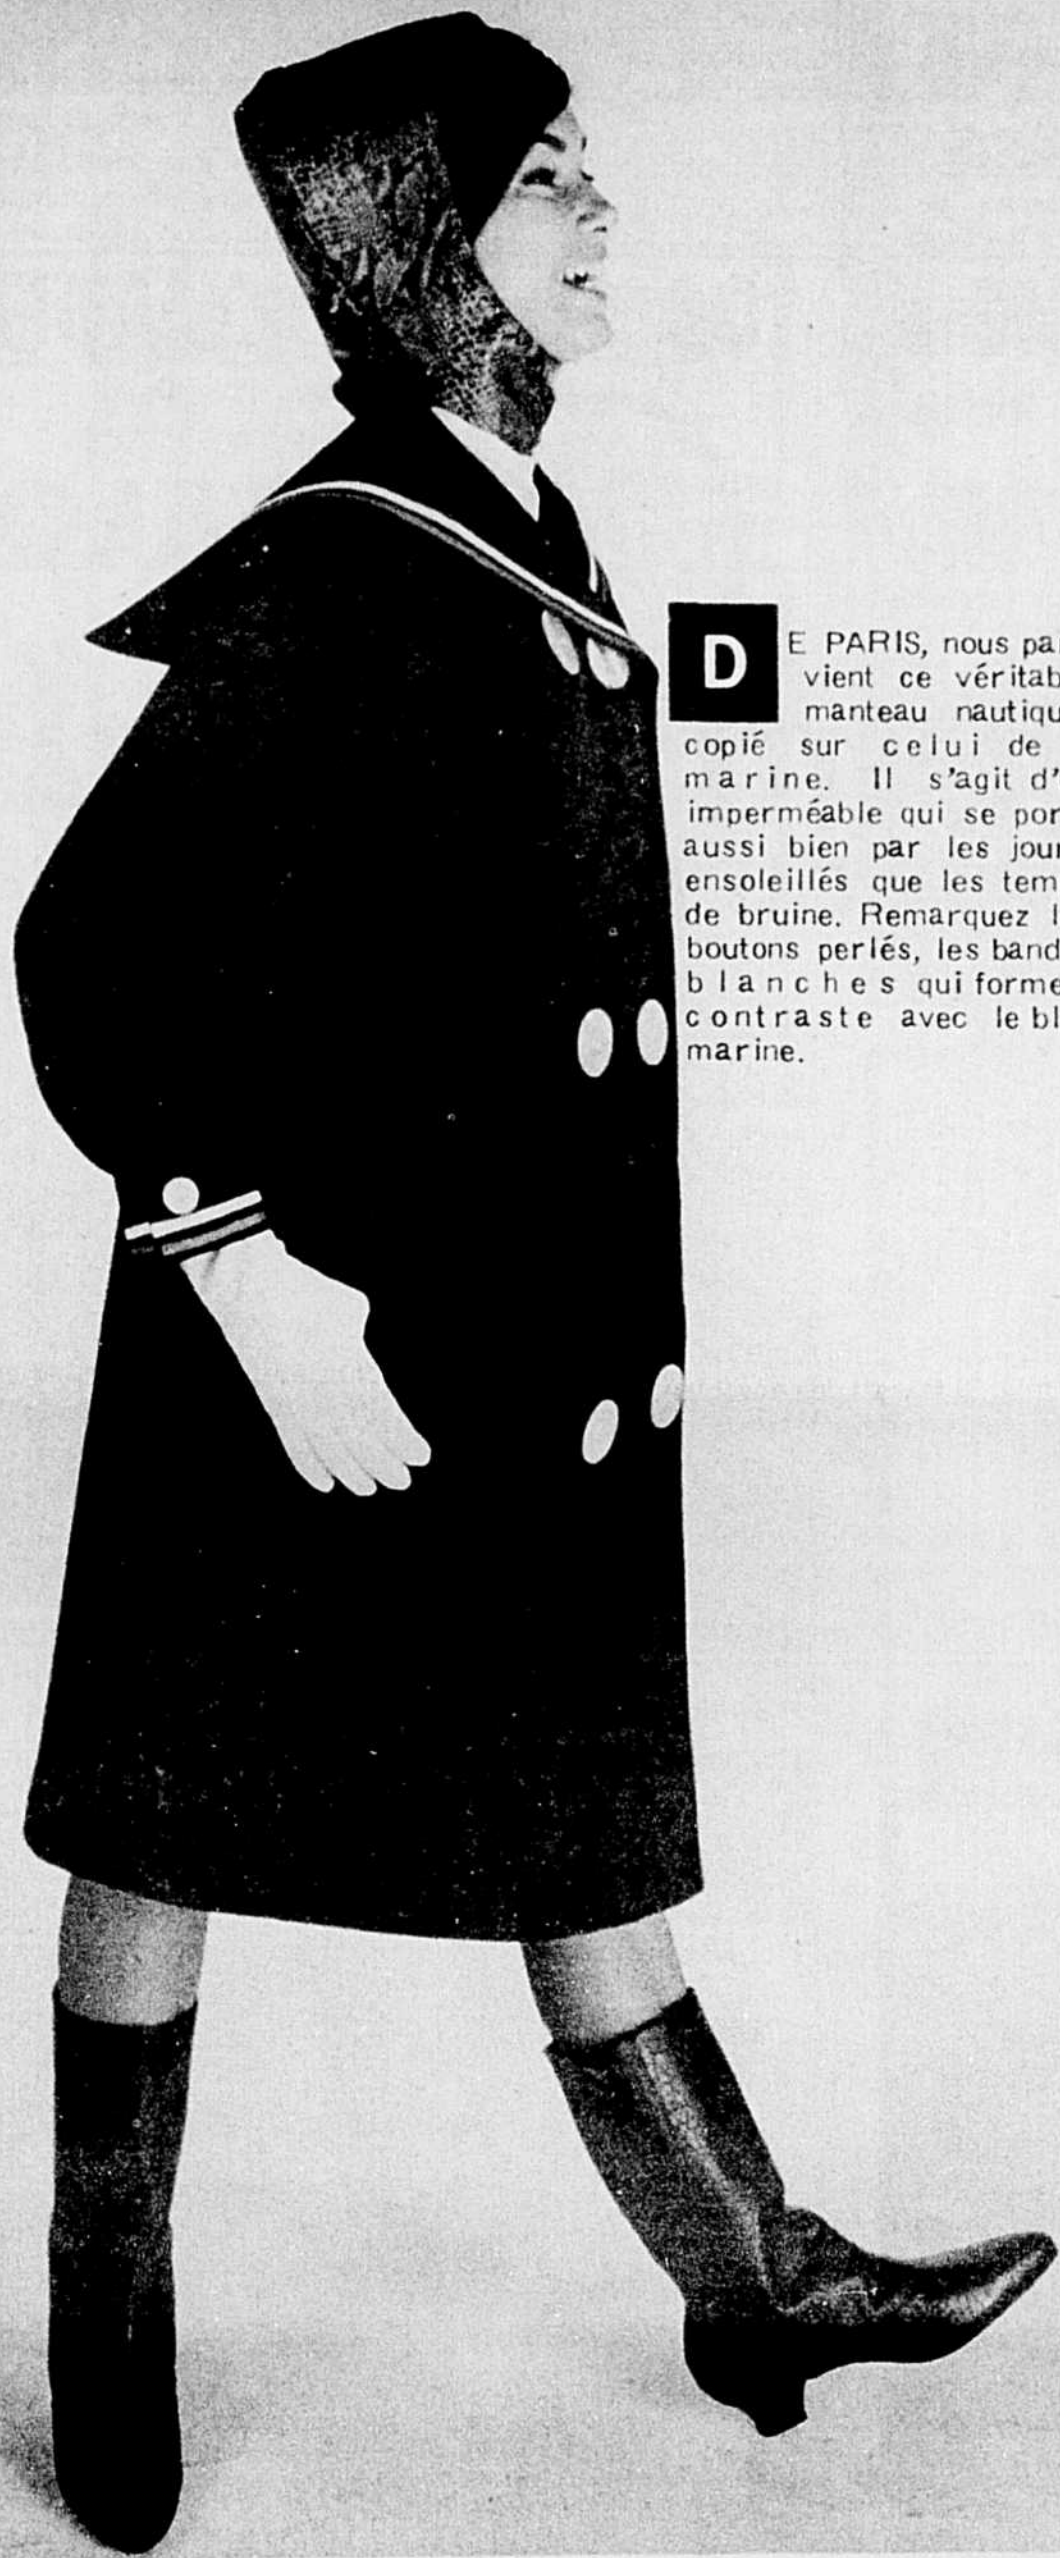 DE PARIS, nous par
vient ce véritab
manteau nautiqu
copié sur celui de
marine. Il s'agit d'
imperméable qui se por
aussi bien par les jour
ensoleillés que les tem
de bruine. Remarquez l
boutons perlés, les band
blanches qui forme
contraste avec le bl
marine.